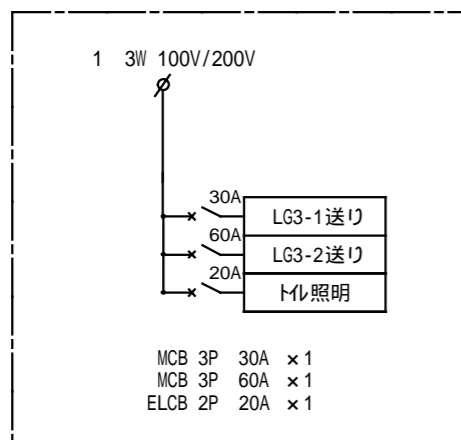 1 3W 100V/200V
30A LG3-1送り
60A LG3-2送り
20A ﾄｲﾚ照明
MCB 3P 30A ×1
MCB 3P 60A ×1
ELCB 2P 20A ×1